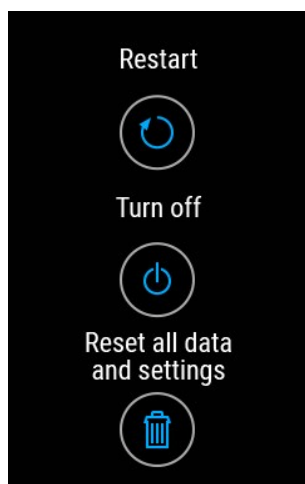 Restart
Turn off
Reset all data
and settings